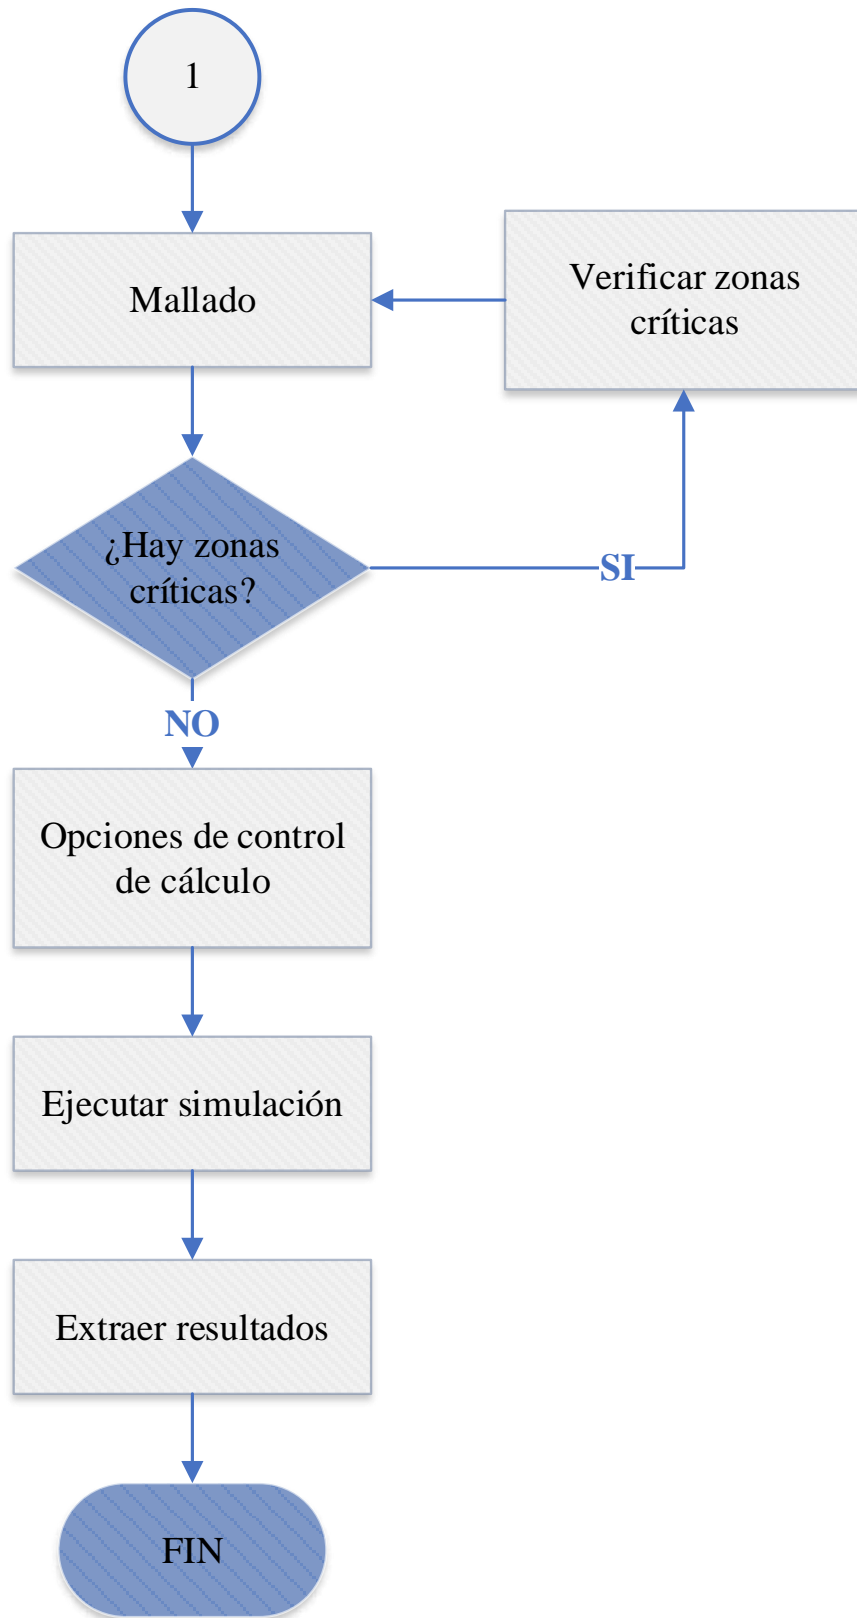 1
Mallado
Verificar zonas
críticas
¿Hay zonas
críticas?
SI
NO
Opciones de control
de cálculo
Ejecutar simulación
Extraer resultados
FIN